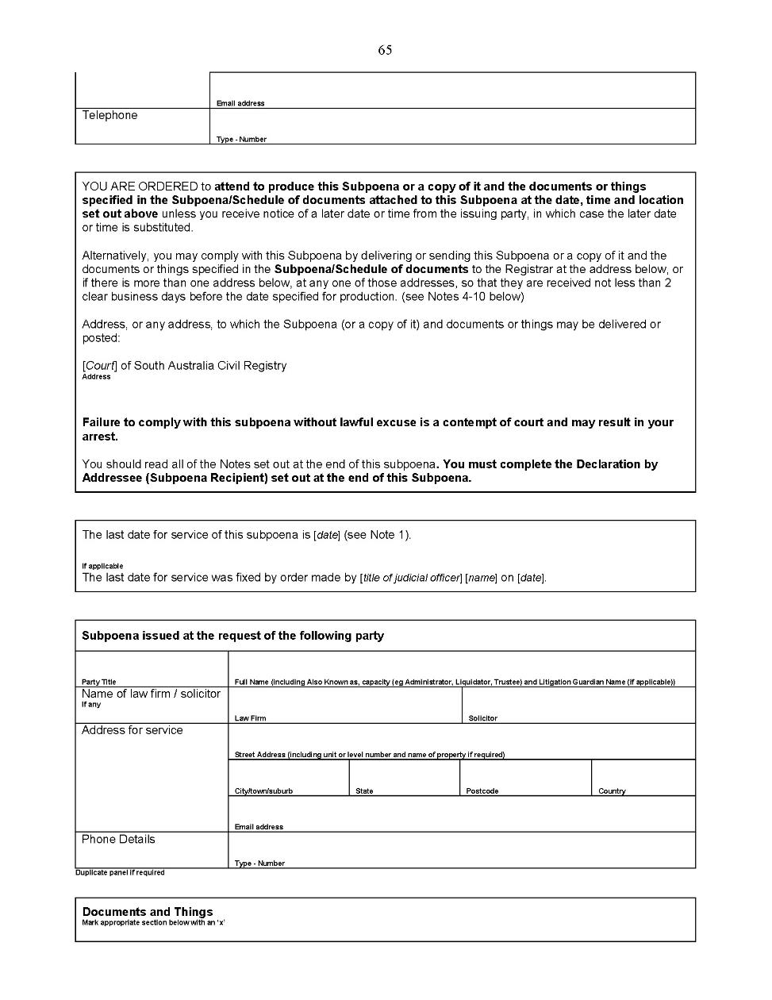 65
Email address
Telephone
Type - Number
YOU ARE ORDERED to attend to produce this Subpoena or a copy of it and the documents or things
specified in the Subpoena/Schedule of documents attached to this Subpoena at the date, time and location
set out above unless you receive notice of a later date or time from the issuing party, in which case the later date
or time is substituted.
Alternatively, you may comply with this Subpoena by delivering or sending this Subpoena or a copy of it and the
documents or things specified in the Subpoena/Schedule of documents to the Registrar at the address below, or
if there is more than one address below, at any one of those addresses, so that they are received not less than 2
clear business days before the date specified for production. (see Notes 4-10 below)
Address, or any address, to which the Subpoena (or a copy of it) and documents or things may be delivered or
posted:
[Court] of South Australia Civil Registry
Address
Failure to comply with this subpoena without lawful excuse is a contempt of court and may result in your
arrest.
You should read all of the Notes set out at the end of this subpoena. You must complete the Declaration by
Addressee (Subpoena Recipient) set out at the end of this Subpoena.
The last date for service of this subpoena is [date] (see Note 1).
If applicable
The last date for service was fixed by order made by [title of judicial officer] [name] on [date].
Subpoena issued at the request of the following party
Party Title
Full Name (including Also Known as, capacity (eg Administrator, Liquidator, Trustee) and Litigation Guardian Name (if applicable))
Name of law firm / solicitor
If any
Law Firm
Solicitor
Address for service
Street Address (including unit or level number and name of property if required)
City/town/suburb
State
Postcode
Country
Email address
Phone Details
Type - Number
Duplicate panel if required
Documents and Things
Mark appropriate section below with an 'x'